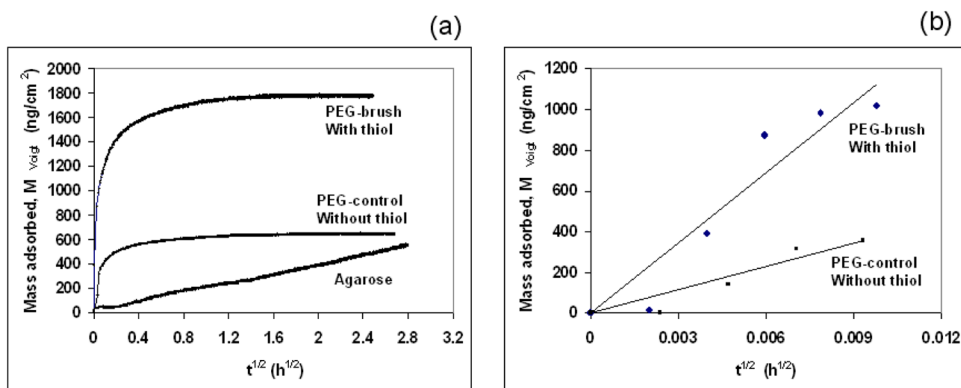 (a)
Mass adsorbed, M Voigt (ng/cm2)
2000
1800
1600
1400
1200
1000
800
600
400
200
0
PEG-brush
With thiol
PEG-control
Without thiol
Agarose
0 0.4 0.8 1.2 1.6 2 2.4 2.8 3.2
t1/2 (h1/2)
(b)
Mass adsorbed, M Voigt (ng/cm2)
1200
1000
800
600
400
200
0
PEG-brush
With thiol
PEG-control
Without thiol
0 0.003 0.006 0.009 0.012
t1/2 (h1/2)